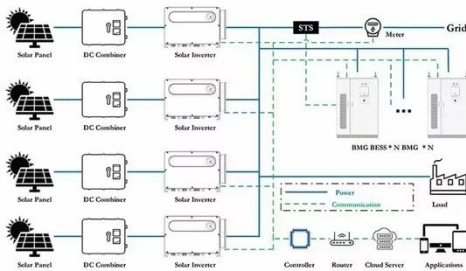 STS
Meter
Grid
Solar Panel
DC Combiner
Solar Inverter
Solar Panel
DC Combiner
Solar Inverter
BMG BESS * N BMG * N
Solar Panel
DC Combiner
Solar Inverter
Power
Communication
Load
Solar Panel
DC Combiner
Solar Inverter
Controller
Router
Cloud Server
Applications